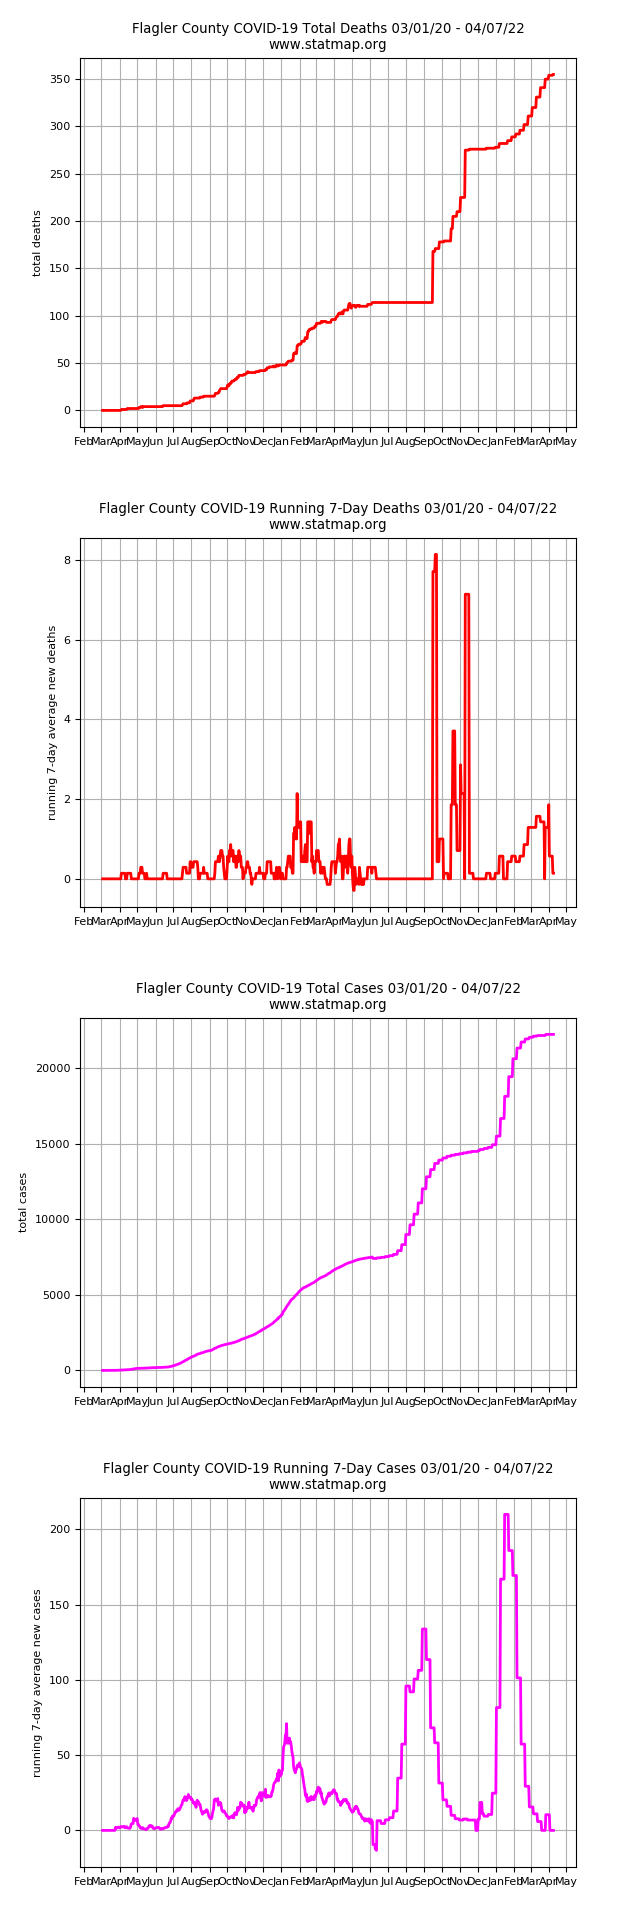 Flagler County COVID-19 Total Deaths 03/01/20 - 04/07/22
www.statmap.org
350
300
250
200
150
100
50
0
total deaths
Feb Mar Apr May Jun Jul Aug Sep Oct Nov Dec Jan Feb Mar Apr May Jun Jul Aug Sep Oct Nov Dec Jan Feb Mar Apr May
Flagler County COVID-19 Running 7-Day Deaths 03/01/20 - 04/07/22
www.statmap.org
8
6
4
2
0
running 7-day average new deaths
Feb Mar Apr May Jun Jul Aug Sep Oct Nov Dec Jan Feb Mar Apr May Jun Jul Aug Sep Oct Nov Dec Jan Feb Mar Apr May
Flagler County COVID-19 Total Cases 03/01/20 - 04/07/22
www.statmap.org
20000
15000
10000
5000
0
total cases
Feb Mar Apr May Jun Jul Aug Sep Oct Nov Dec Jan Feb Mar Apr May Jun Jul Aug Sep Oct Nov Dec Jan Feb Mar Apr May
Flagler County COVID-19 Running 7-Day Cases 03/01/20 - 04/07/22
www.statmap.org
200
150
100
50
0
running 7-day average new cases
Feb Mar Apr May Jun Jul Aug Sep Oct Nov Dec Jan Feb Mar Apr May Jun Jul Aug Sep Oct Nov Dec Jan Feb Mar Apr May